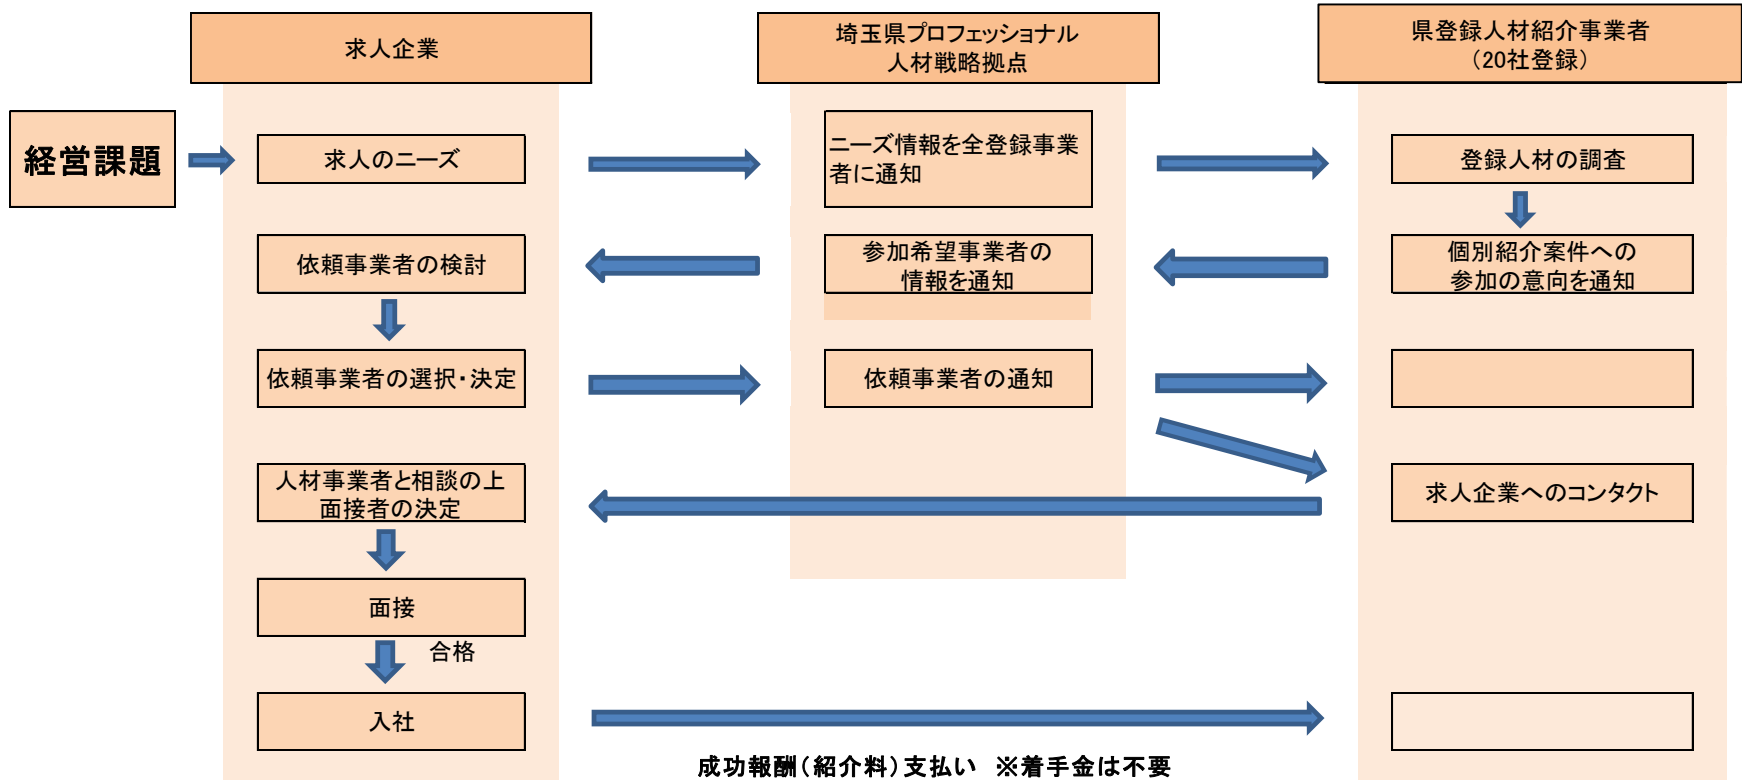 求人企業
埼玉県プロフェッショナル
人材戦略拠点
県登録人材紹介事業者
（20社登録）
経営課題
求人のニーズ
ニーズ情報を全登録事業
者に通知
登録人材の調査
依頼事業者の検討
参加希望事業者の
情報を通知
個別紹介案件への
参加の意向を通知
依頼事業者の選択・決定
依頼事業者の通知
人材事業者と相談の上
面接者の決定
求人企業へのコンタクト
面接
合格
入社
成功報酬（紹介料）支払い　※着手金は不要